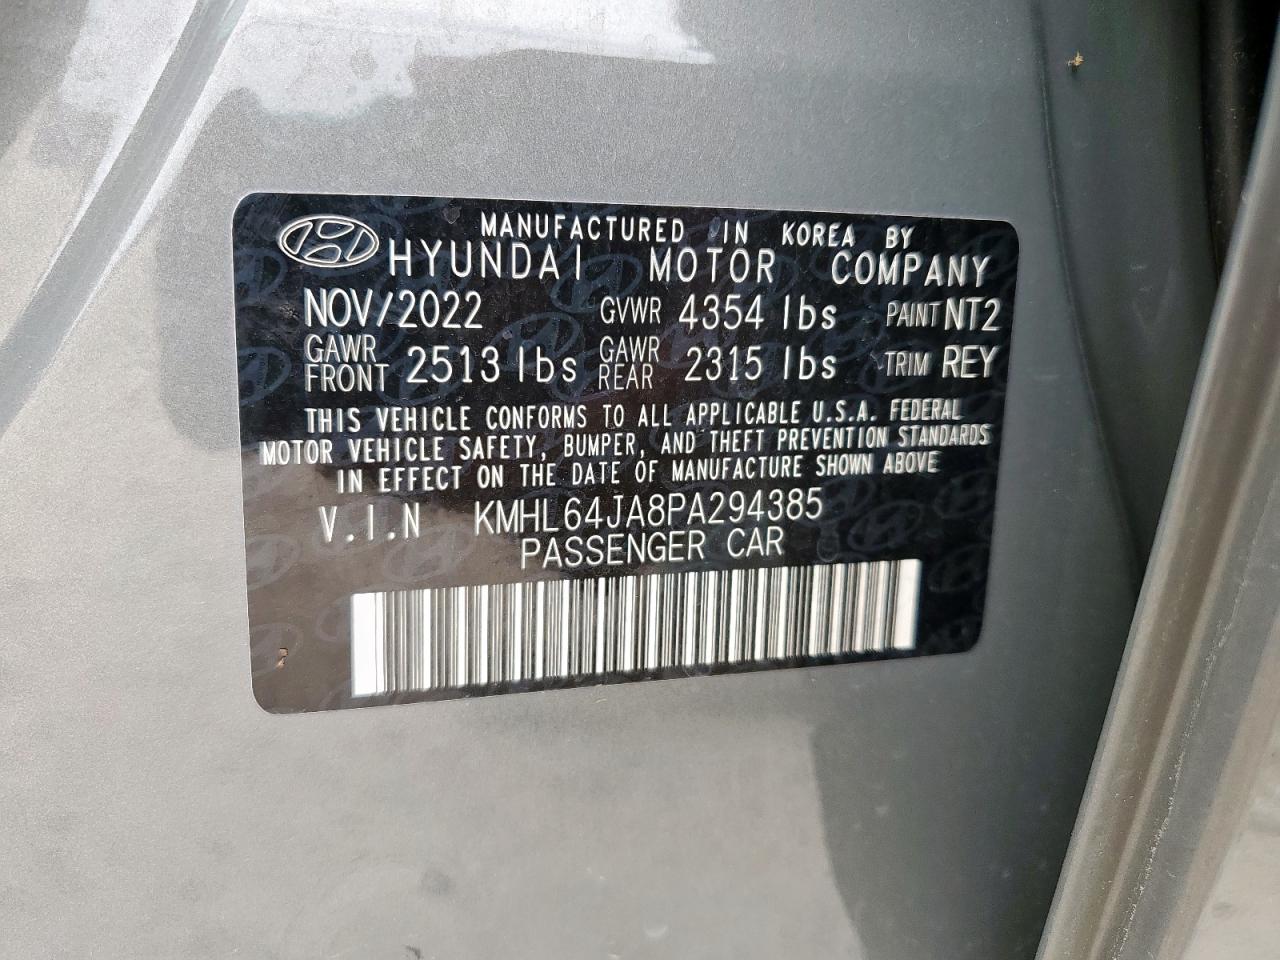 MANUFACTURED IN KOREA BY
HYUNDAI MOTOR COMPANY
NOV/2022 GVWR 4354 lbs PAINT NT2
GAWR FRONT 2513 lbs GAWR REAR 2315 lbs TRIM REY
THIS VEHICLE CONFORMS TO ALL APPLICABLE U.S.A. FEDERAL
MOTOR VEHICLE SAFETY, BUMPER, AND THEFT PREVENTION STANDARDS
IN EFFECT ON THE DATE OF MANUFACTURE SHOWN ABOVE
V.I.N KMHL64JA8PA294385
PASSENGER CAR